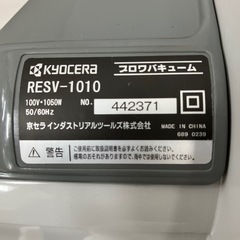 KYOCERA ブロワバキューム
RESV-1010
100V・1050W NO. 442371
50/60Hz
京セラインダストリアルツールズ株式会社
MADE IN CHINA
689 0239
警告